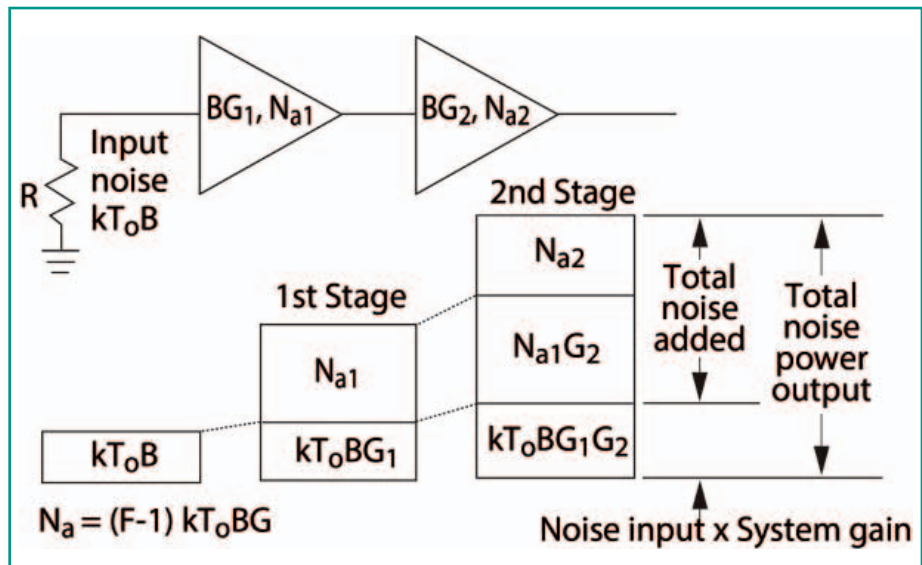 BG₁, Nₐ₁
BG₂, Nₐ₂
Input
noise
kTₒB
R
2nd Stage
Nₐ₂
1st Stage
Total
noise
added
Total
noise
power
output
Nₐ₁
Nₐ₁G₂
kTₒB
kTₒBG₁
kTₒBG₁G₂
Nₐ = (F-1) kTₒBG
Noise input x System gain